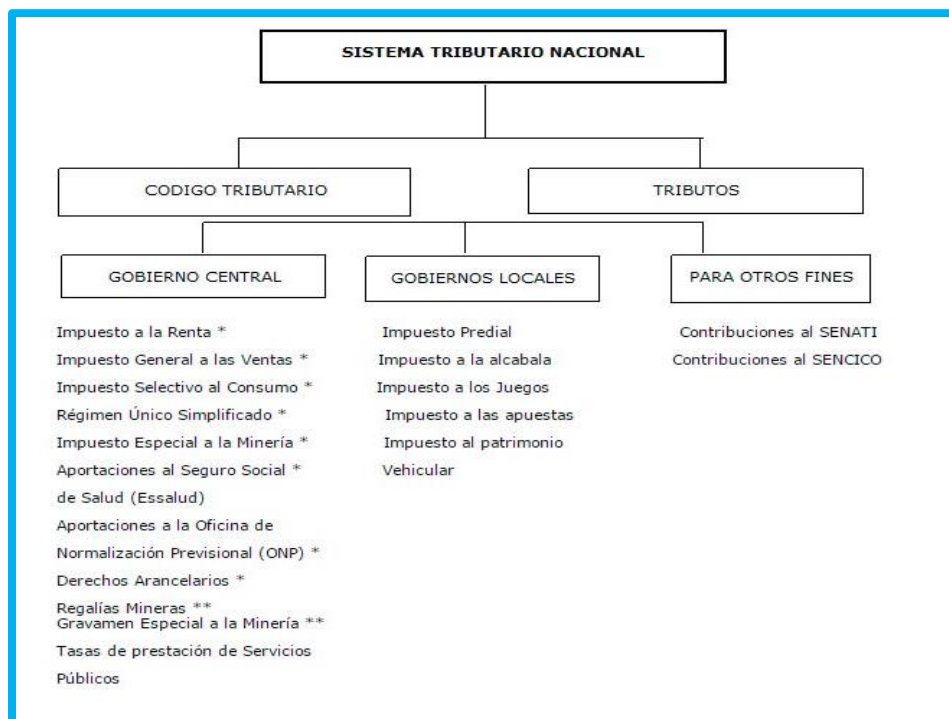 SISTEMA TRIBUTARIO NACIONAL
CODIGO TRIBUTARIO
TRIBUTOS
GOBIERNO CENTRAL
GOBIERNOS LOCALES
PARA OTROS FINES
Impuesto a la Renta *
Impuesto General a las Ventas *
Impuesto Selectivo al Consumo *
Régimen Único Simplificado *
Impuesto Especial a la Minería *
Aportaciones al Seguro Social *
de Salud (Essalud)
Aportaciones a la Oficina de
Normalización Previsional (ONP) *
Derechos Arancelarios *
Regalías Mineras **
Gravamen Especial a la Minería **
Tasas de prestación de Servicios
Públicos
Impuesto Predial
Impuesto a la alcabala
Impuesto a los Juegos
Impuesto a las apuestas
Impuesto al patrimonio
Vehicular
Contribuciones al SENATI
Contribuciones al SENCICO